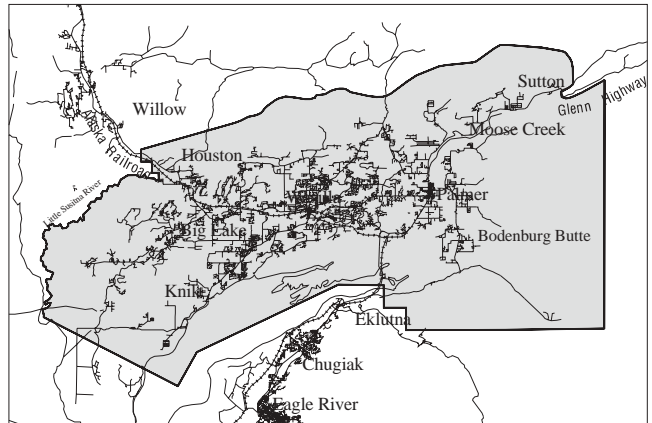 Sutton
Glenn Highway
Willow
Moose Creek
Alaska Railroad
Houston
Little Susitna River
Palmer
Big Lake
Bodenburg Butte
Knik
Eklutna
Chugiak
Eagle River